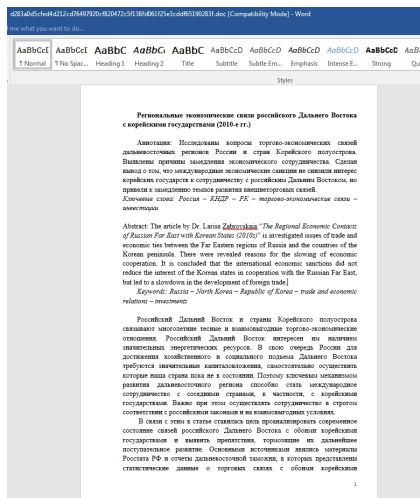 d283a0d5cfed4d212cd76497920cf820472c5f138fd061f25e3cddf65190283f.doc [Compatibility Mode] - Word
l me what you want to do...
AaBbCcI AaBbCcI AaBbC AaBbCc AaBbC AaBbCcD AaBbCcD AaBbCcD AaBbCcD AaBbCcD AaBb
¶ Normal ¶ No Spac... Heading 1 Heading 2 Title Subtitle Subtle Em... Emphasis Intense E... Strong Qu
Styles
Региональные экономические связи российского Дальнего Востока
с корейскими государствами (2010-е гг.)
Аннотация: Исследованы вопросы торгово-экономических связей
дальневосточных регионов России и стран Корейского полуострова.
Выявлены причины замедления экономического сотрудничества. Сделан
вывод о том, что международные экономические санкции не снизили интерес
корейских государств к сотрудничеству с российским Дальним Востоком, но
привели к замедлению темпов развития внешнеторговых связей.
Ключевые слова: Россия – КНДР – РК – торгово-экономические связи –
инвестиции
Abstract: The article by Dr. Larisa Zabrovskaia "The Regional Economic Contacts
of Russian Far East with Korean States (2010s)" is investigated issues of trade and
economic ties between the Far Eastern regions of Russia and the countries of the
Korean peninsula. There were revealed reasons for the slowing of economic
cooperation. It is concluded that the international economic sanctions did not
reduce the interest of the Korean states in cooperation with the Russian Far East,
but led to a slowdown in the development of foreign trade.
Keywords: Russia – North Korea – Republic of Korea – trade and economic
relations – investments
Российский Дальний Восток и страны Корейского полуострова
связывают многолетние тесные и взаимовыгодные торгово-экономические
отношения. Российский Дальний Восток интересен им наличием
значительных энергетических ресурсов. В свою очередь России для
достижения хозяйственного и социального подъема Дальнего Востока
требуются значительные капиталовложения, самостоятельно осуществить
которые наша страна пока не в состоянии. Поэтому ключевым механизмом
развития дальневосточного региона способно стать международное
сотрудничество с соседними странами, в частности, с корейскими
государствами. Важно при этом осуществлять сотрудничество в строгом
соответствии с российскими законами и на взаимовыгодных условиях.
В связи с этим в статье ставилась цель проанализировать современное
состояние связей российского Дальнего Востока с обоими корейскими
государствами и выявить препятствия, тормозящие их дальнейшее
поступательное развитие. Основными источниками явились материалы
Росстата РФ и отчеты дальневосточной таможни, в которых представлены
статистические данные о торговых связях с обоими корейскими
1